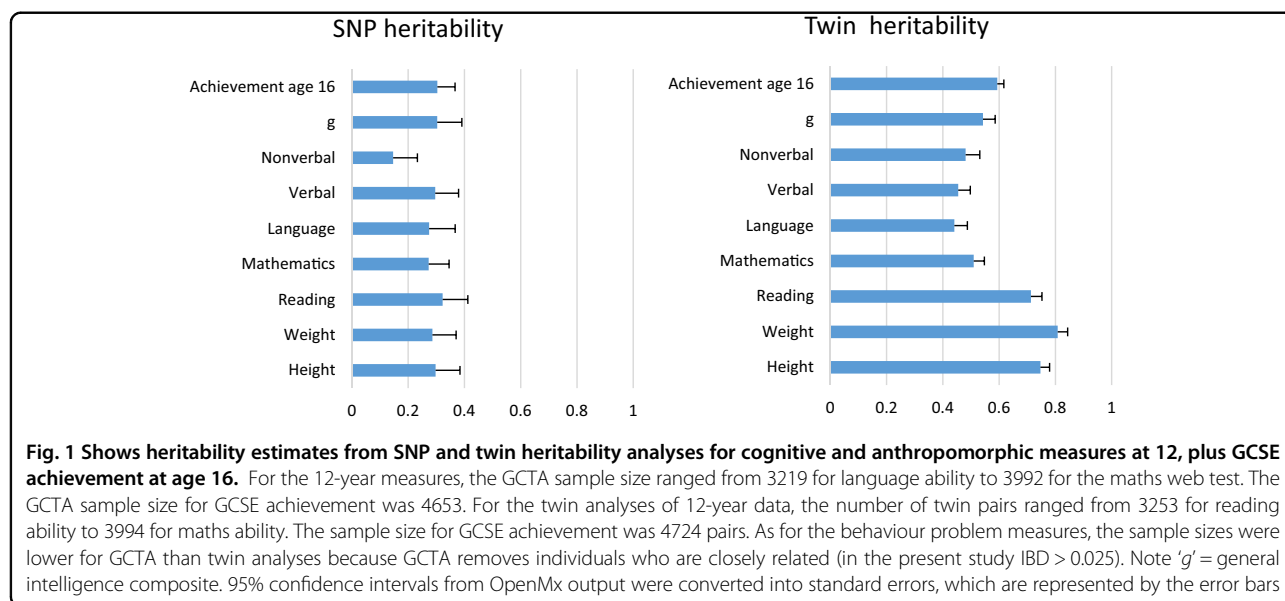 SNP heritability
Achievement age 16
g
Nonverbal
Verbal
Language
Mathematics
Reading
Weight
Height
0 0.2 0.4 0.6 0.8 1
Twin heritability
Achievement age 16
g
Nonverbal
Verbal
Language
Mathematics
Reading
Weight
Height
0 0.2 0.4 0.6 0.8 1
Fig. 1 Shows heritability estimates from SNP and twin heritability analyses for cognitive and anthropomorphic measures at 12, plus GCSE
achievement at age 16. For the 12-year measures, the GCTA sample size ranged from 3219 for language ability to 3992 for the maths web test. The
GCTA sample size for GCSE achievement was 4653. For the twin analyses of 12-year data, the number of twin pairs ranged from 3253 for reading
ability to 3994 for maths ability. The sample size for GCSE achievement was 4724 pairs. As for the behaviour problem measures, the sample sizes were
lower for GCTA than twin analyses because GCTA removes individuals who are closely related (in the present study IBD > 0.025). Note ‘g’ = general
intelligence composite. 95% confidence intervals from OpenMx output were converted into standard errors, which are represented by the error bars